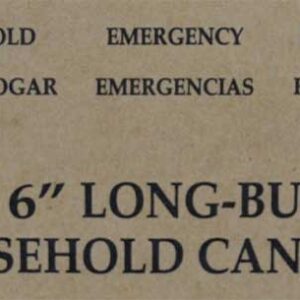 OLD EMERGENCY
OGAR EMERGENCIAS
6” LONG-BU
SEHOLD CAN